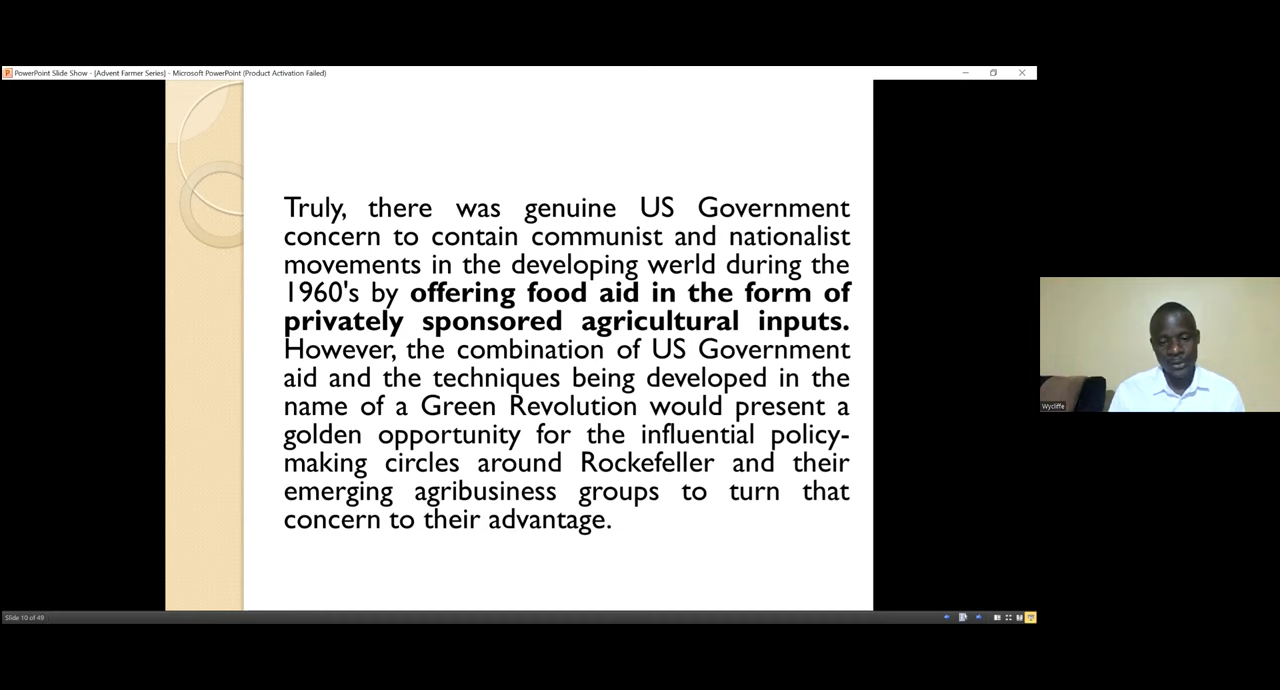 PowerPoint Slide Show - [Advent Farmer Series] - Microsoft PowerPoint (Product Activation Failed)
Truly, there was genuine US Government
concern to contain communist and nationalist
movements in the developing werld during the
1960's by offering food aid in the form of
privately sponsored agricultural inputs.
However, the combination of US Government
aid and the techniques being developed in the
name of a Green Revolution would present a
golden opportunity for the influential policy-
making circles around Rockefeller and their
emerging agribusiness groups to turn that
concern to their advantage.
Wycliffe
Slide 10 of 49